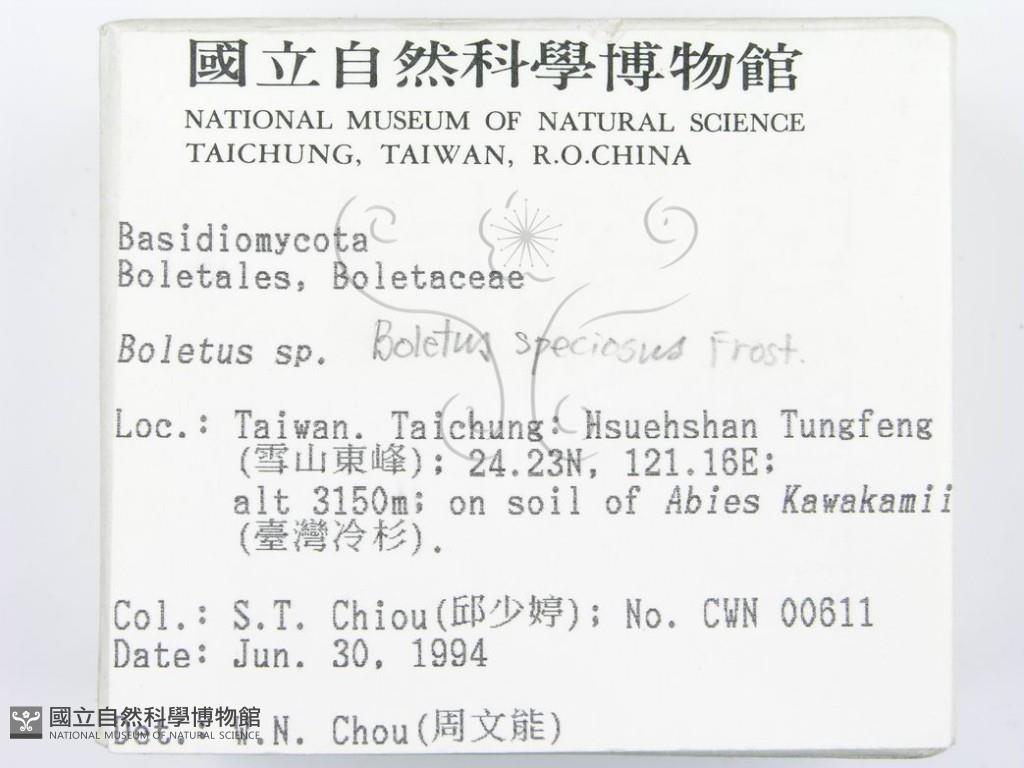 國立自然科學博物館
NATIONAL MUSEUM OF NATURAL SCIENCE
TAICHUNG, TAIWAN, R.O.CHINA
Basidiomycota
Boletales, Boletaceae
Boletus sp. Boletus speciosus Frost.
Loc.: Taiwan. Taichung: Hsuehshan Tungfeng
(雪山東峰); 24.23N, 121.16E;
alt 3150m; on soil of Abies Kawakamii
(臺灣冷杉).
Col.: S.T. Chiou(邱少婷); No. CWN 00611
Date: Jun. 30, 1994
Det.: W.N. Chou(周文能)
國立自然科學博物館
NATIONAL MUSEUM OF NATURAL SCIENCE